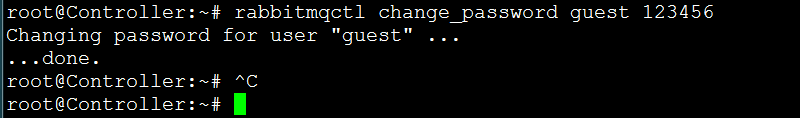 root@Controller:~# rabbitmqctl change_password guest 123456
Changing password for user "guest" ...
...done.
root@Controller:~# ^C
root@Controller:~#